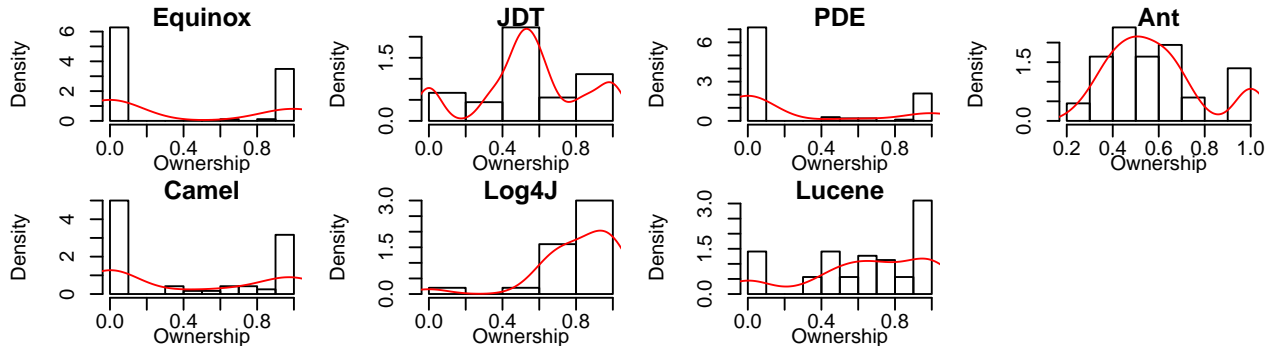 Equinox
Density
0 2 4 6
0.0 0.4 0.8
Ownership
JDT
Density
0.0 1.5
0.0 0.4 0.8
Ownership
PDE
Density
0 3 6
0.0 0.4 0.8
Ownership
Ant
Density
0.0 1.5
0.2 0.4 0.6 0.8 1.0
Ownership
Camel
Density
0 2 4
0.0 0.4 0.8
Ownership
Log4J
Density
0.0 1.5 3.0
0.0 0.4 0.8
Ownership
Lucene
Density
0.0 1.5 3.0
0.0 0.4 0.8
Ownership